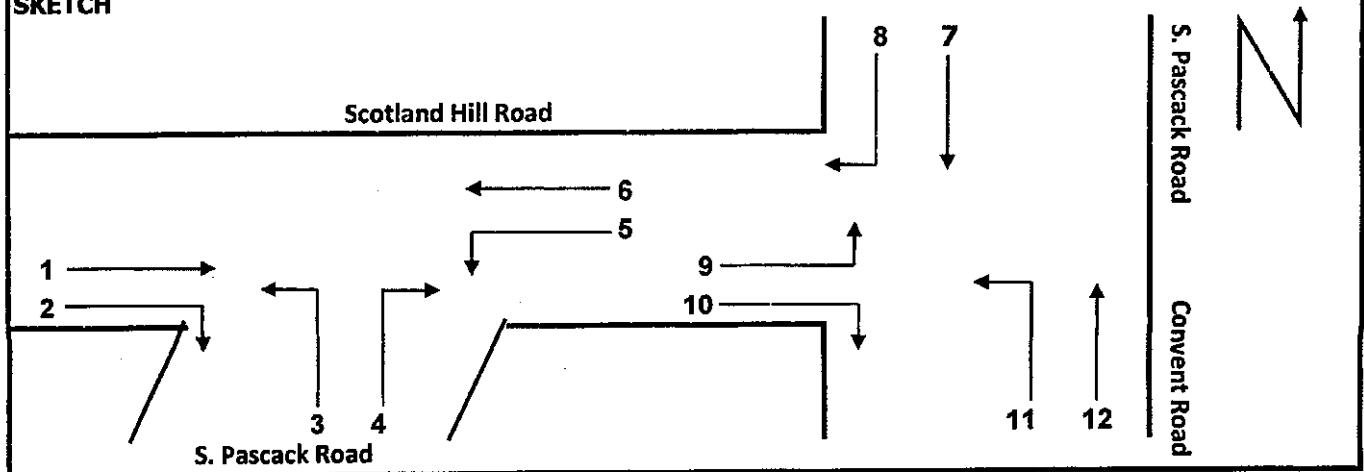 SKETCH
8 7
S. Pascack Road
N
Scotland Hill Road
6
5
1
9
2
10
Convent Road
3 4
11 12
S. Pascack Road